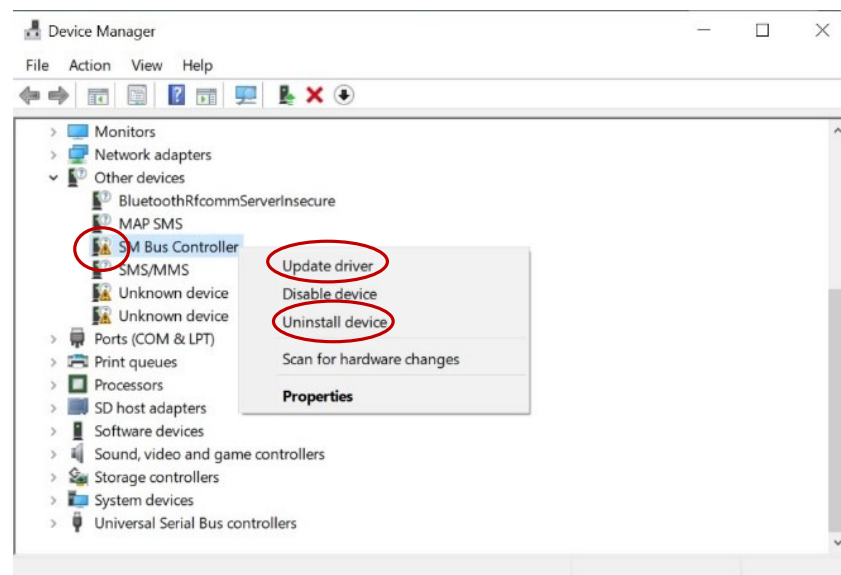 Device Manager
File Action View Help
Monitors
Network adapters
Other devices
BluetoothRfcommServerInsecure
MAP SMS
SM Bus Controller
SMS/MMS
Unknown device
Unknown device
Ports (COM & LPT)
Print queues
Processors
SD host adapters
Software devices
Sound, video and game controllers
Storage controllers
System devices
Universal Serial Bus controllers
Update driver
Disable device
Uninstall device
Scan for hardware changes
Properties